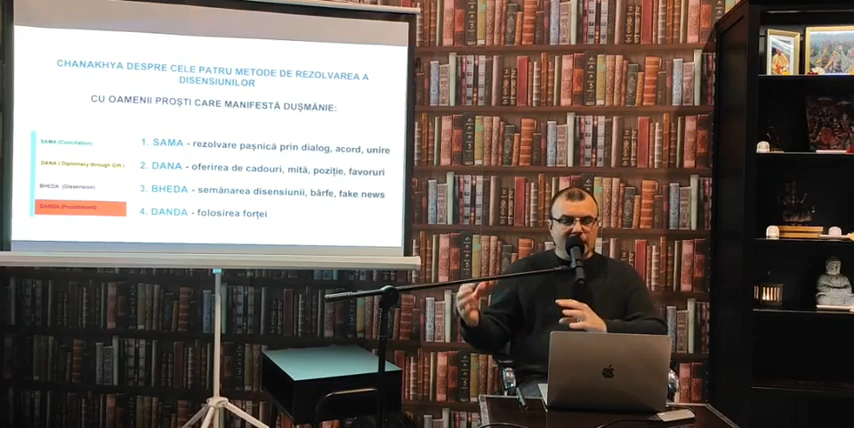 CHANAKHYA DESPRE CELE PATRU METODE DE REZOLVAREA A
DISENSIUNILOR
CU OAMENII PROȘTI CARE MANIFESTĂ DUȘMĂNIE:
SAMA (Conciliation)
1. SAMA - rezolvare pașnică prin dialog, acord, unire
DANA ( Diplomacy through Gift )
2. DANA - oferirea de cadouri, mită, poziție, favoruri
BHEDA (Dissension)
3. BHEDA - semănarea disensiunii, bârfe, fake news
DANDA (Punishment)
4. DANDA - folosirea forței